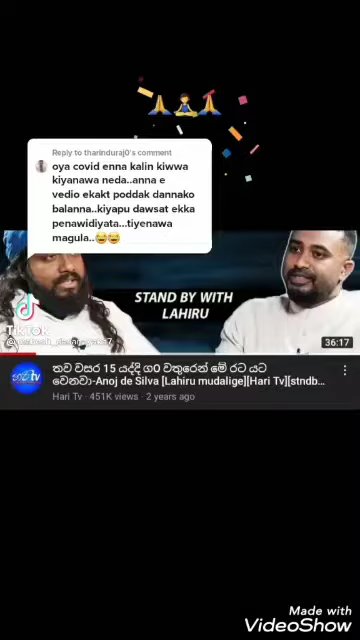 Reply to tharinduraj0's comment
oya covid enna kalin kiwwa
kiyanawa neda..anna e
vedio ekakt poddak dannako
balanna..kiyapu dawsat ekka
penawidiyata...tiyenawa
magula..😅😅
STAND BY WITH
LAHIRU
TikTok
36:17
හරි tv
තව වසර 15 යද්දි ගං වතුරෙන් මේ රට යට
වෙනවා-Anoj de Silva [Lahiru mudalige][Hari Tv][stndb...
Hari Tv · 451K views · 2 years ago
Made with
VideoShow